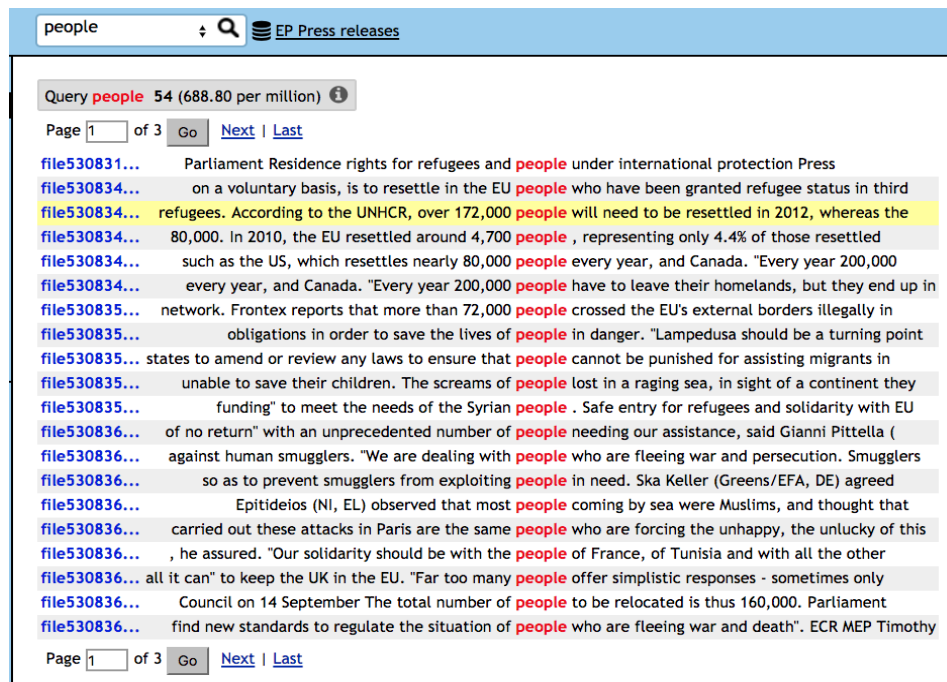 people EP Press releases
Query people 54 (688.80 per million)
Page 1 of 3 Go Next | Last
file530831... Parliament Residence rights for refugees and people under international protection Press
file530834... on a voluntary basis, is to resettle in the EU people who have been granted refugee status in third
file530834... refugees. According to the UNHCR, over 172,000 people will need to be resettled in 2012, whereas the
file530834... 80,000. In 2010, the EU resettled around 4,700 people , representing only 4.4% of those resettled
file530834... such as the US, which resettles nearly 80,000 people every year, and Canada. "Every year 200,000
file530834... every year, and Canada. "Every year 200,000 people have to leave their homelands, but they end up in
file530835... network. Frontex reports that more than 72,000 people crossed the EU's external borders illegally in
file530835... obligations in order to save the lives of people in danger. "Lampedusa should be a turning point
file530835... states to amend or review any laws to ensure that people cannot be punished for assisting migrants in
file530835... unable to save their children. The screams of people lost in a raging sea, in sight of a continent they
file530835... funding" to meet the needs of the Syrian people . Safe entry for refugees and solidarity with EU
file530836... of no return" with an unprecedented number of people needing our assistance, said Gianni Pittella (
file530836... against human smugglers. "We are dealing with people who are fleeing war and persecution. Smugglers
file530836... so as to prevent smugglers from exploiting people in need. Ska Keller (Greens/EFA, DE) agreed
file530836... Epitideios (NI, EL) observed that most people coming by sea were Muslims, and thought that
file530836... carried out these attacks in Paris are the same people who are forcing the unhappy, the unlucky of this
file530836... , he assured. "Our solidarity should be with the people of France, of Tunisia and with all the other
file530836... all it can" to keep the UK in the EU. "Far too many people offer simplistic responses - sometimes only
file530836... Council on 14 September The total number of people to be relocated is thus 160,000. Parliament
file530836... find new standards to regulate the situation of people who are fleeing war and death". ECR MEP Timothy
Page 1 of 3 Go Next | Last